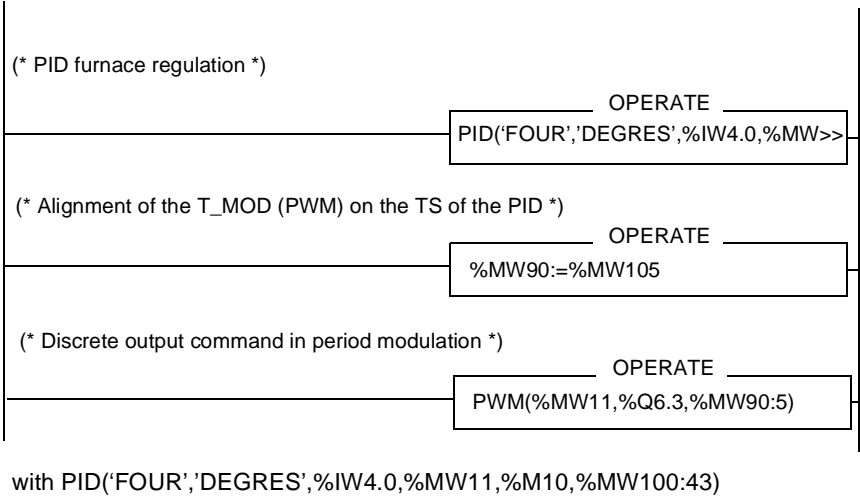 (* PID furnace regulation *)
OPERATE
PID(‘FOUR’,'DEGRES’,%IW4.0,%MW>>
(* Alignment of the T_MOD (PWM) on the TS of the PID *)
OPERATE
%MW90:=%MW105
(* Discrete output command in period modulation *)
OPERATE
PWM(%MW11,%Q6.3,%MW90:5)
with PID(‘FOUR’,'DEGRES’,%IW4.0,%MW11,%M10,%MW100:43)